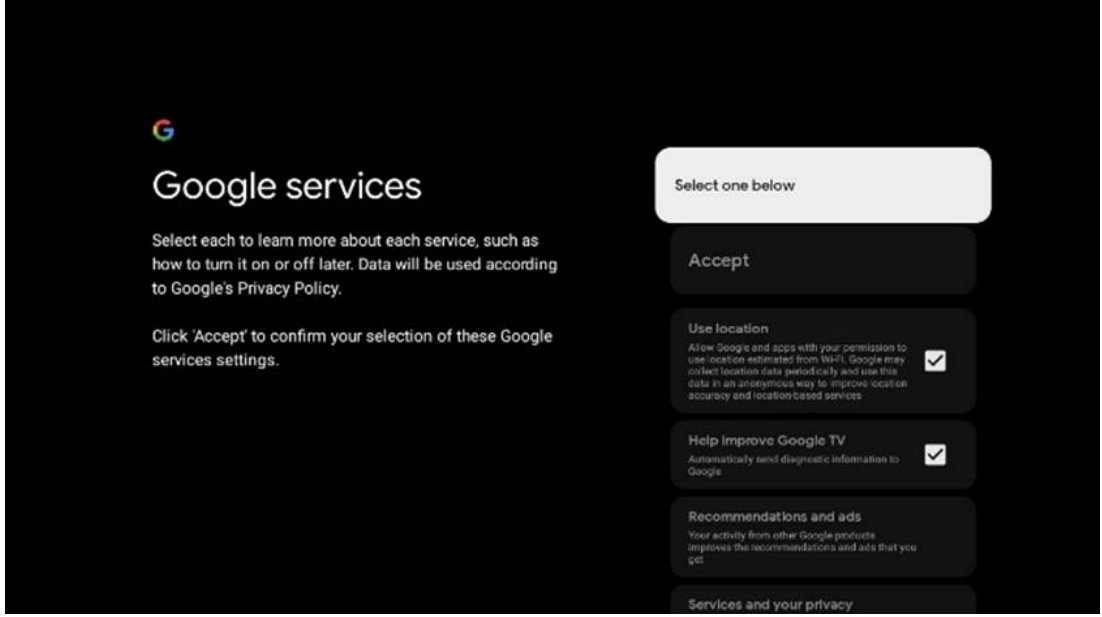 Google services
Select each to learn more about each service, such as
how to turn it on or off later. Data will be used according
to Google's Privacy Policy.
Click 'Accept' to confirm your selection of these Google
services settings.
Select one below
Accept
Use location
Allow Google and apps with your permission to
use location estimated from Wi-Fi. Google may
collect location data periodically and use this
data in an anonymous way to improve location
accuracy and location-based services
Help improve Google TV
Automatically send diagnostic information to
Google
Recommendations and ads
Your activity from other Google products
improves the recommendations and ads that you
get
Services and your privacy